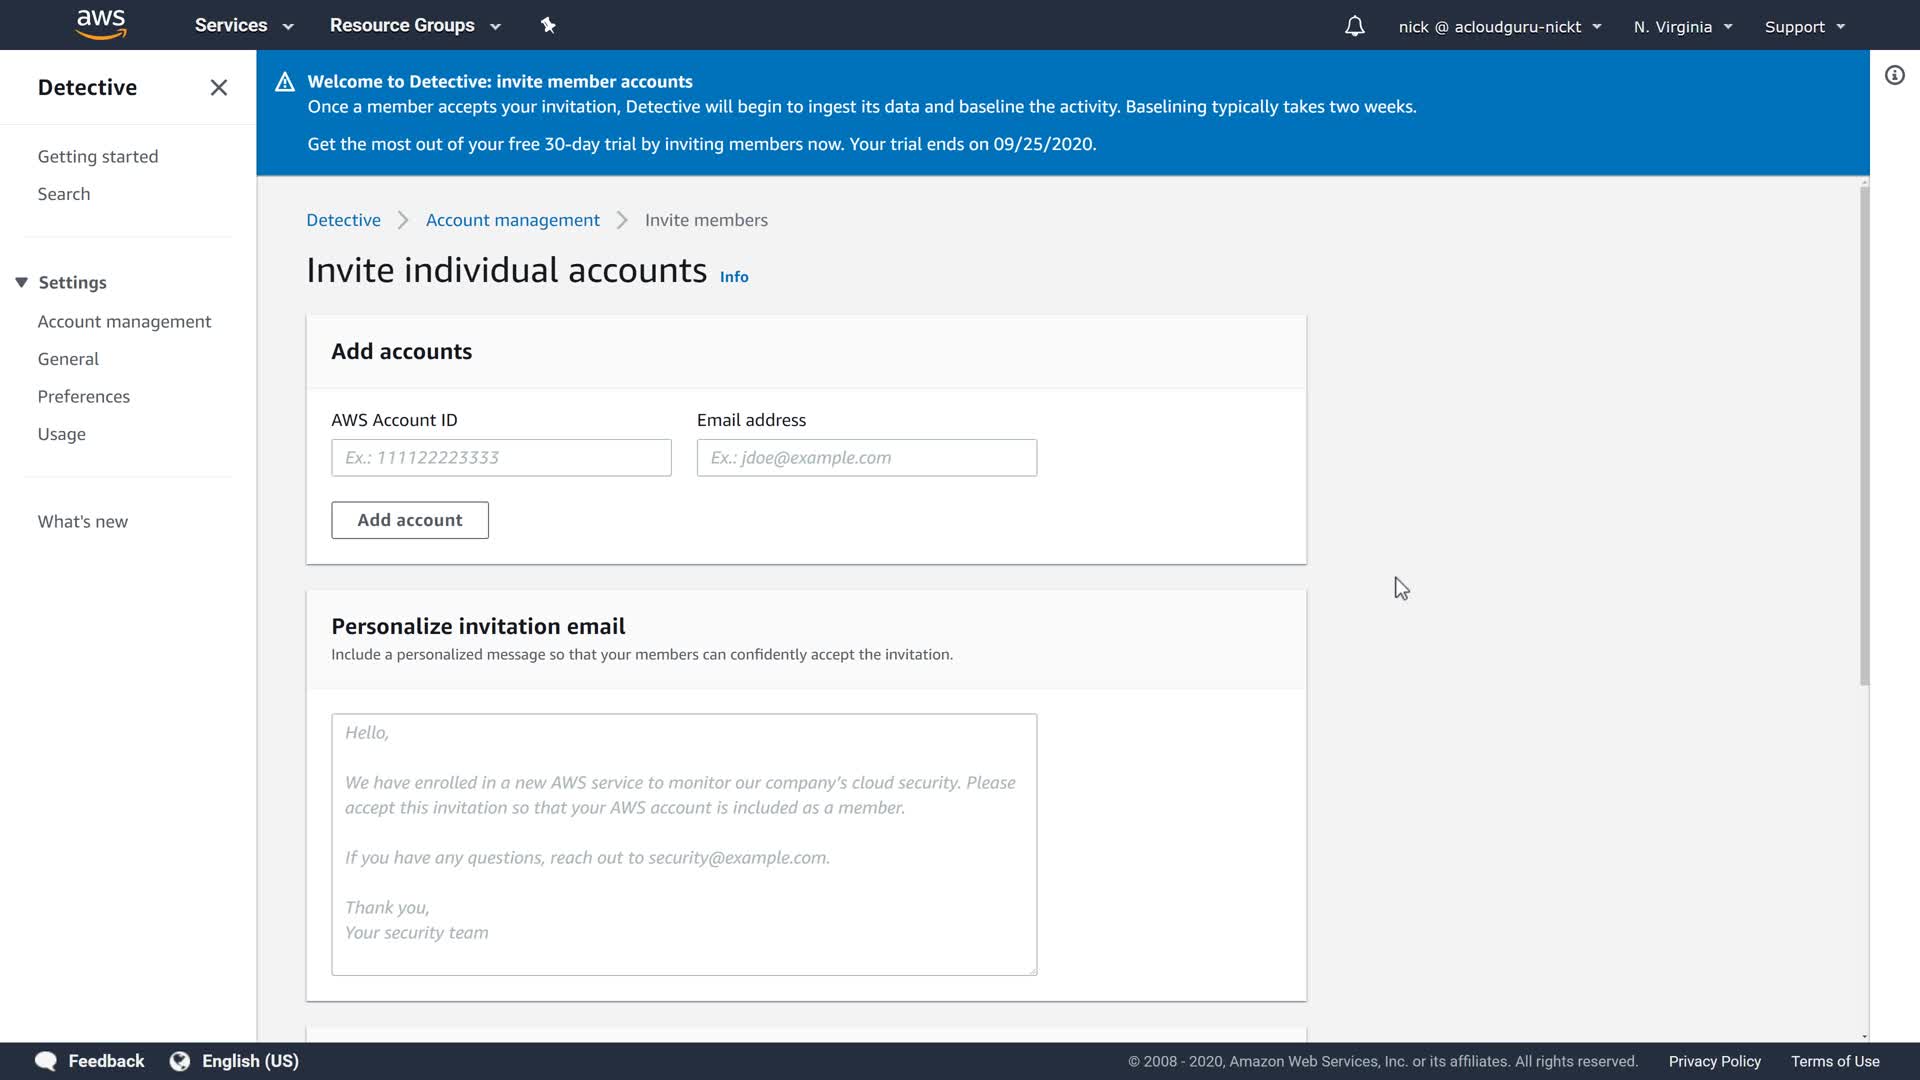 aws
Services
Resource Groups
nick @ acloudguru-nickt
N. Virginia
Support
Detective
Getting started
Search
Settings
Account management
General
Preferences
Usage
What's new
Welcome to Detective: invite member accounts
Once a member accepts your invitation, Detective will begin to ingest its data and baseline the activity. Baselining typically takes two weeks.
Get the most out of your free 30-day trial by inviting members now. Your trial ends on 09/25/2020.
Detective
Account management
Invite members
Invite individual accounts Info
Add accounts
AWS Account ID
Email address
Ex.: 111122223333
Ex.: jdoe@example.com
Add account
Personalize invitation email
Include a personalized message so that your members can confidently accept the invitation.
Hello,
We have enrolled in a new AWS service to monitor our company's cloud security. Please
accept this invitation so that your AWS account is included as a member.
If you have any questions, reach out to security@example.com.
Thank you,
Your security team
Feedback
English (US)
© 2008 - 2020, Amazon Web Services, Inc. or its affiliates. All rights reserved.
Privacy Policy
Terms of Use